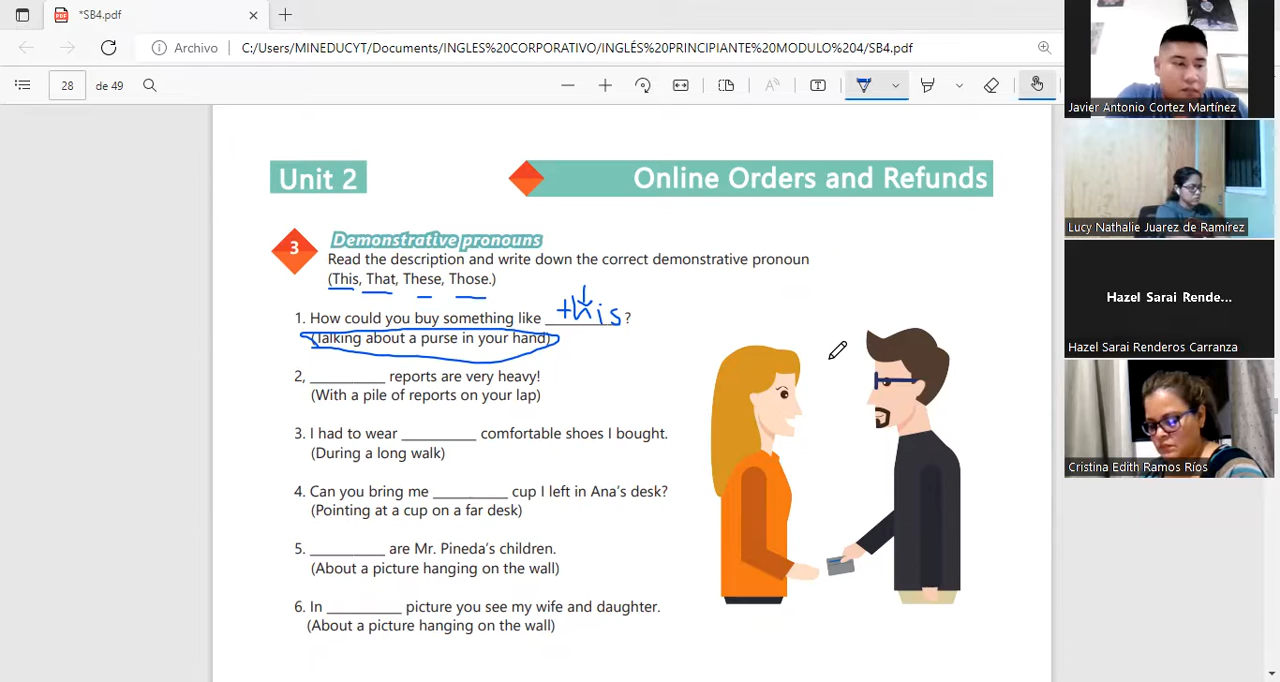 *SB4.pdf
Archivo C:/Users/MINEDUCYT/Documents/INGLES%20CORPORATIVO/INGLÉS%20PRINCIPIANTE%20MODULO%204/SB4.pdf
28 de 49
Unit 2
Online Orders and Refunds
3 Demonstrative pronouns
Read the description and write down the correct demonstrative pronoun
(This, That, These, Those.)
1. How could you buy something like this ?
(Talking about a purse in your hand)
2, __________ reports are very heavy!
(With a pile of reports on your lap)
3. I had to wear __________ comfortable shoes I bought.
(During a long walk)
4. Can you bring me __________ cup I left in Ana's desk?
(Pointing at a cup on a far desk)
5. __________ are Mr. Pineda's children.
(About a picture hanging on the wall)
6. In __________ picture you see my wife and daughter.
(About a picture hanging on the wall)
Javier Antonio Cortez Martínez
Lucy Nathalie Juarez de Ramírez
Hazel Sarai Rende...
Hazel Sarai Renderos Carranza
Cristina Edith Ramos Ríos